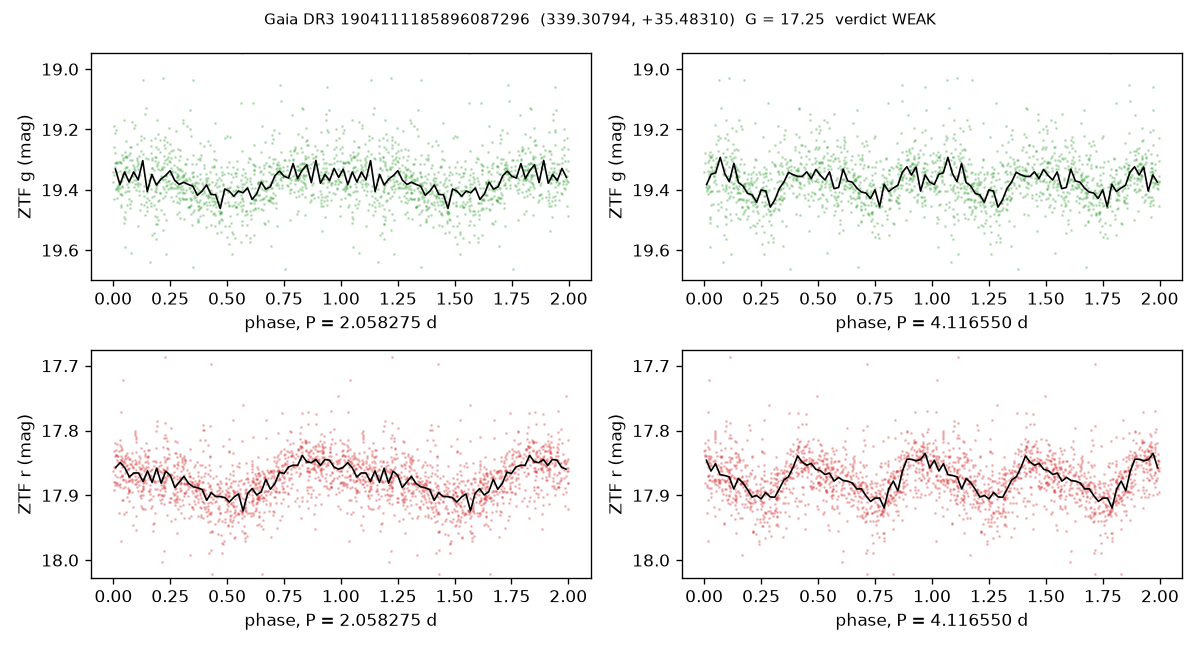 Gaia DR3 1904111185896087296  (339.30794, +35.48310)  G = 17.25  verdict WEAK
ZTF g (mag)
19.0
19.2
19.4
19.6
0.00 0.25 0.50 0.75 1.00 1.25 1.50 1.75 2.00
phase, P = 2.058275 d
ZTF g (mag)
19.0
19.2
19.4
19.6
0.00 0.25 0.50 0.75 1.00 1.25 1.50 1.75 2.00
phase, P = 4.116550 d
ZTF r (mag)
17.7
17.8
17.9
18.0
0.00 0.25 0.50 0.75 1.00 1.25 1.50 1.75 2.00
phase, P = 2.058275 d
ZTF r (mag)
17.7
17.8
17.9
18.0
0.00 0.25 0.50 0.75 1.00 1.25 1.50 1.75 2.00
phase, P = 4.116550 d